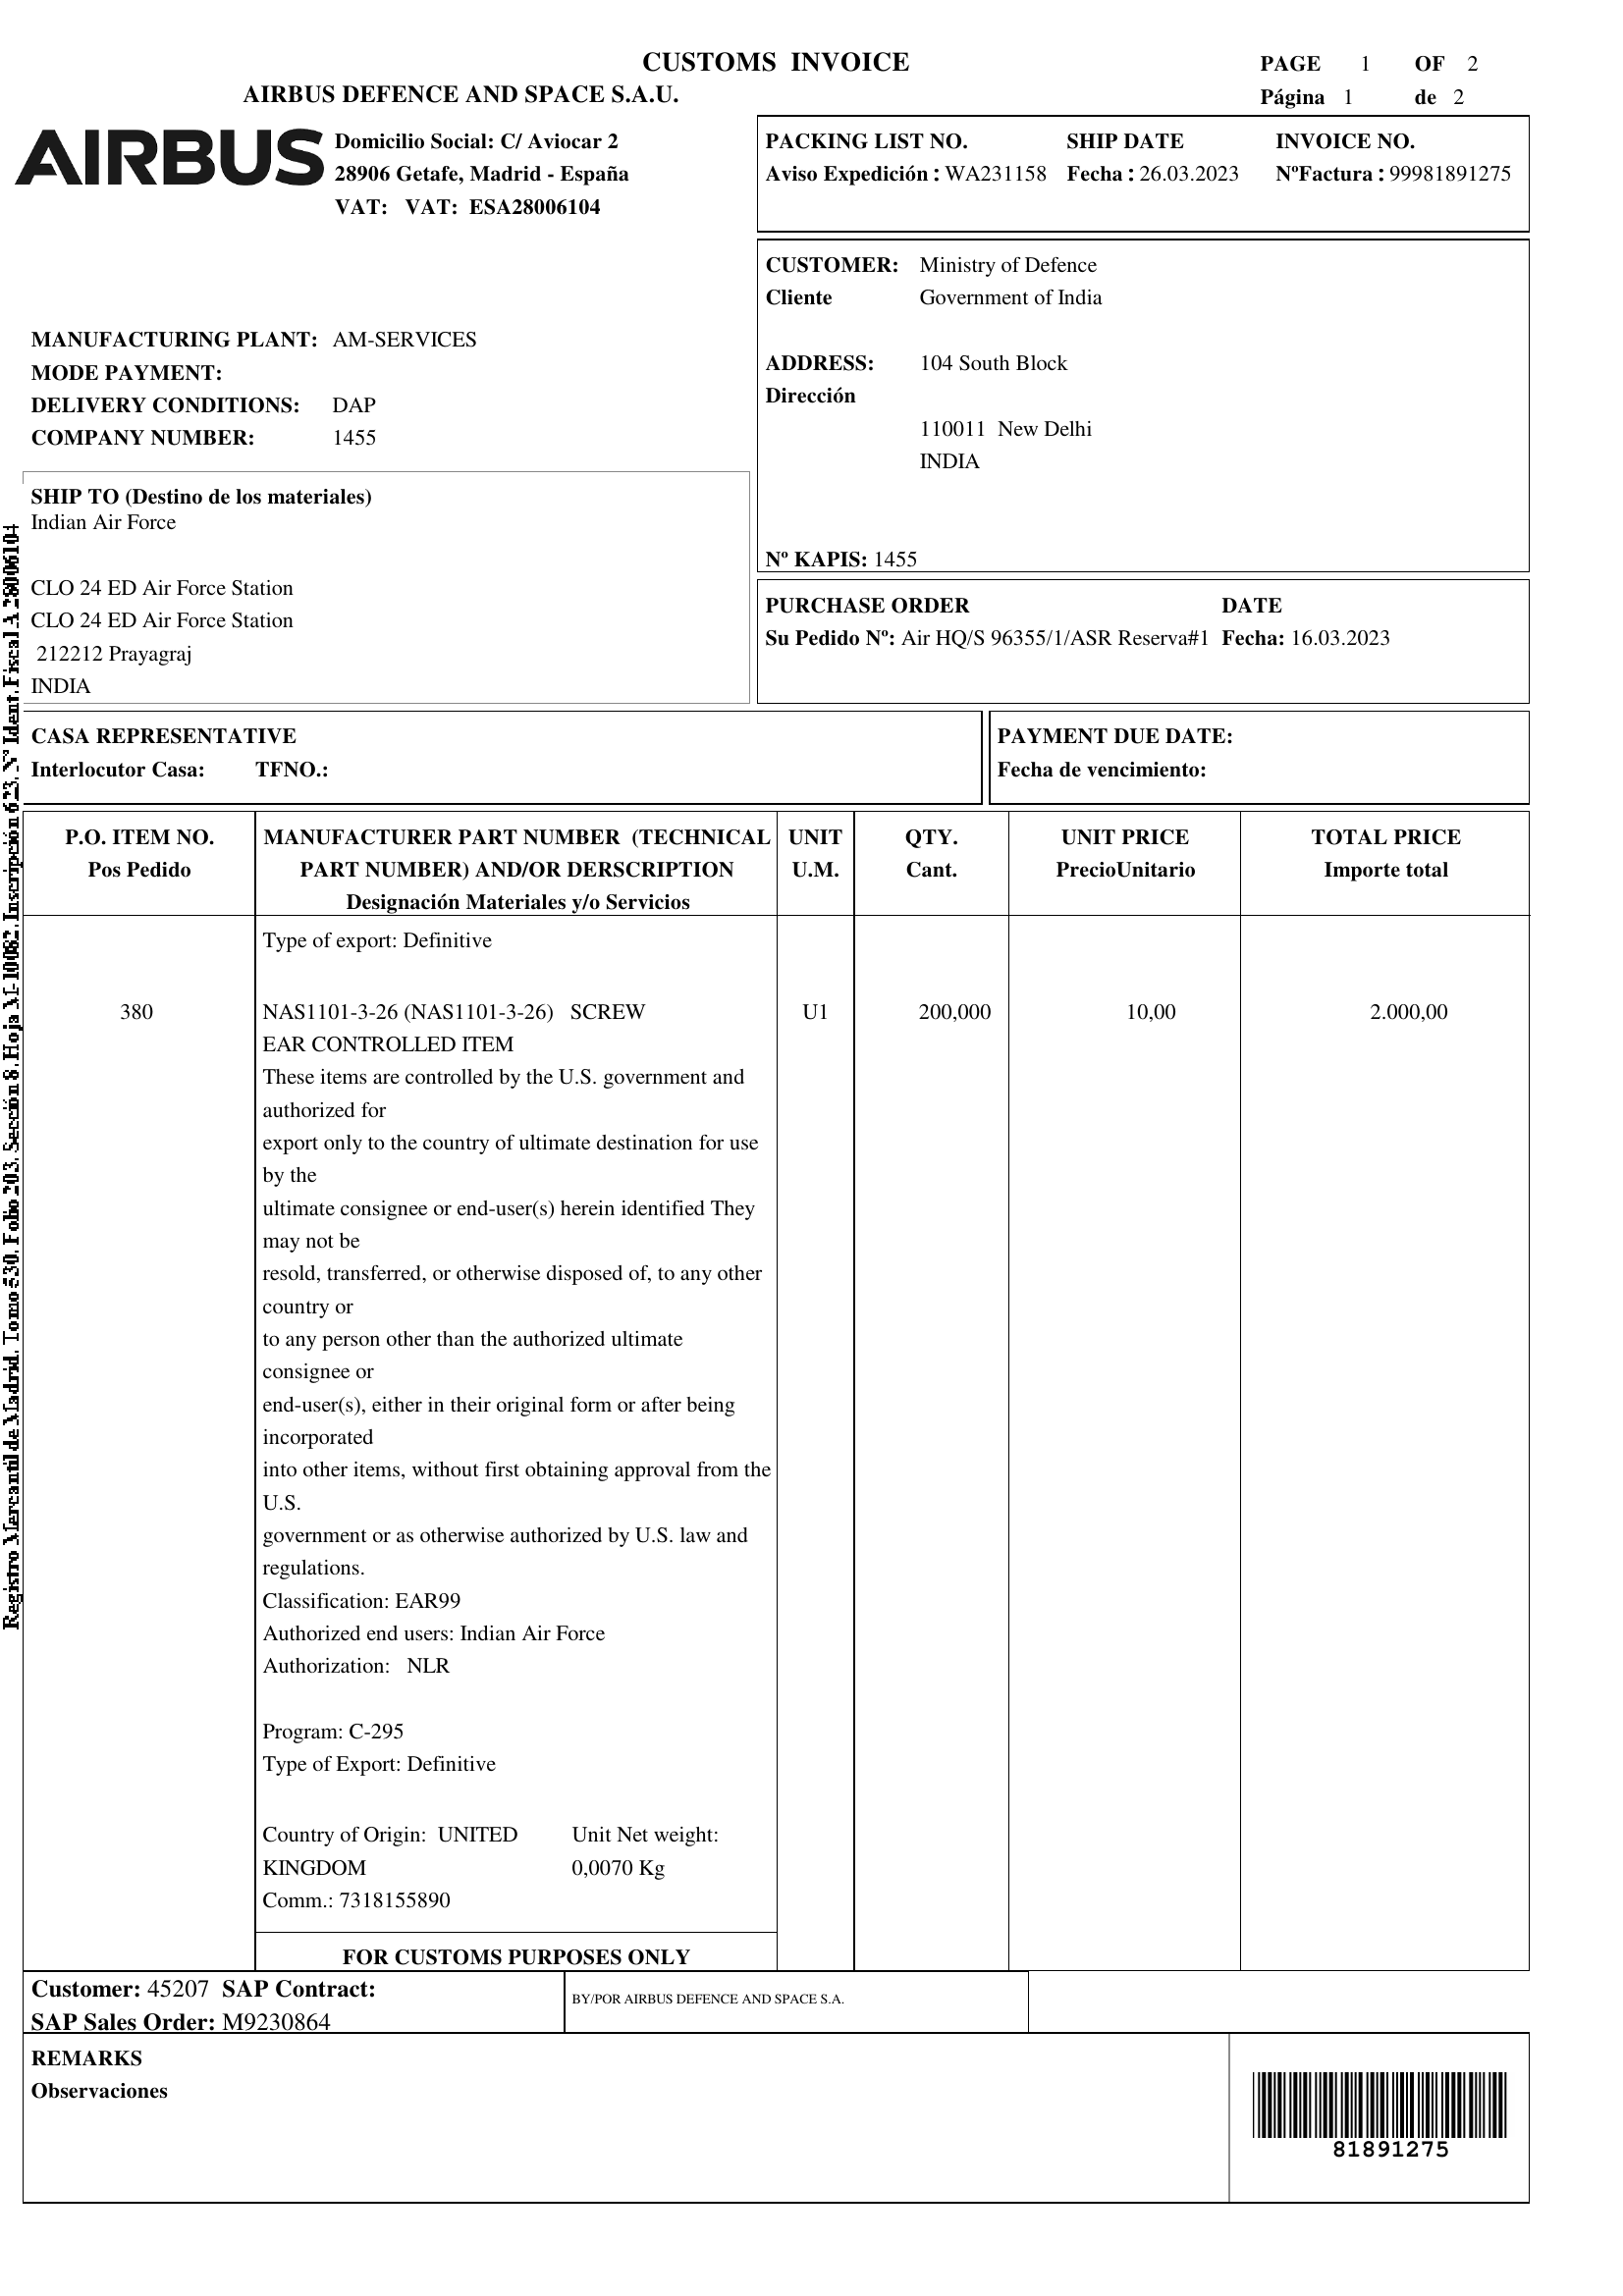 CUSTOMS INVOICE
PAGE 1 OF 2
AIRBUS DEFENCE AND SPACE S.A.U.
Página 1 de 2
AIRBUS
Domicilio Social: C/ Aviocar 2
28906 Getafe, Madrid - España
VAT: VAT: ESA28006104
PACKING LIST NO. SHIP DATE INVOICE NO.
Aviso Expedición : WA231158 Fecha : 26.03.2023 NºFactura : 99981891275
CUSTOMER: Ministry of Defence
Cliente Government of India
ADDRESS: 104 South Block
Dirección
110011 New Delhi
INDIA
Nº KAPIS: 1455
MANUFACTURING PLANT: AM-SERVICES
MODE PAYMENT:
DELIVERY CONDITIONS: DAP
COMPANY NUMBER: 1455
SHIP TO (Destino de los materiales)
Indian Air Force
CLO 24 ED Air Force Station
CLO 24 ED Air Force Station
212212 Prayagraj
INDIA
PURCHASE ORDER DATE
Su Pedido Nº: Air HQ/S 96355/1/ASR Reserva#1 Fecha: 16.03.2023
CASA REPRESENTATIVE
Interlocutor Casa: TFNO.:
PAYMENT DUE DATE:
Fecha de vencimiento:
P.O. ITEM NO. MANUFACTURER PART NUMBER (TECHNICAL UNIT QTY. UNIT PRICE TOTAL PRICE
Pos Pedido PART NUMBER) AND/OR DERSCRIPTION U.M. Cant. PrecioUnitario Importe total
Designación Materiales y/o Servicios
Type of export: Definitive
380 NAS1101-3-26 (NAS1101-3-26) SCREW U1 200,000 10,00 2.000,00
EAR CONTROLLED ITEM
These items are controlled by the U.S. government and
authorized for
export only to the country of ultimate destination for use
by the
ultimate consignee or end-user(s) herein identified They
may not be
resold, transferred, or otherwise disposed of, to any other
country or
to any person other than the authorized ultimate
consignee or
end-user(s), either in their original form or after being
incorporated
into other items, without first obtaining approval from the
U.S.
government or as otherwise authorized by U.S. law and
regulations.
Classification: EAR99
Authorized end users: Indian Air Force
Authorization: NLR
Program: C-295
Type of Export: Definitive
Country of Origin: UNITED Unit Net weight:
KINGDOM 0,0070 Kg
Comm.: 7318155890
FOR CUSTOMS PURPOSES ONLY
Customer: 45207 SAP Contract:
SAP Sales Order: M9230864
BY/POR AIRBUS DEFENCE AND SPACE S.A.
REMARKS
Observaciones
81891275
Registro Mercantil de Madrid, Tomo 530, Folio 203, Sección 8, Hoja M-10082, Inscripción 623, Nº Ident. Fiscal A 28006104